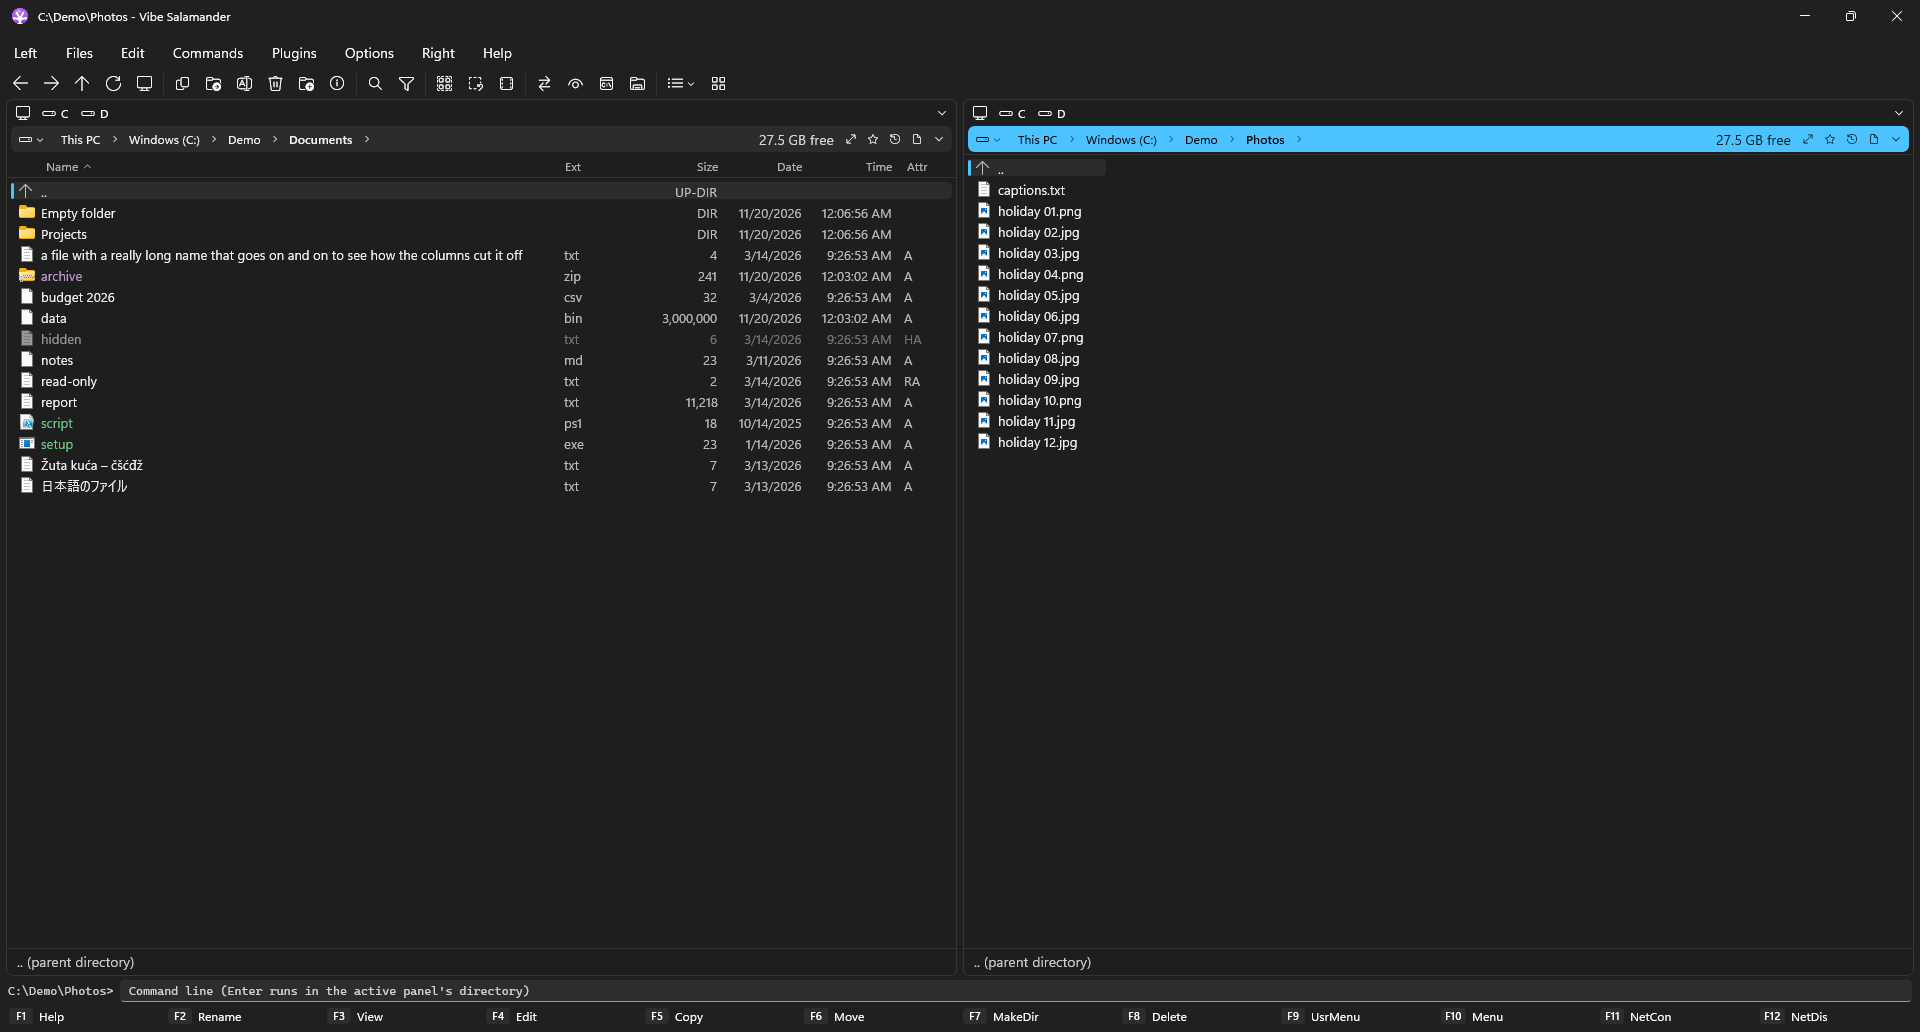 C:\Demo\Photos - Vibe Salamander
Left Files Edit Commands Plugins Options Right Help
C D
This PC Windows (C:) Demo Documents 27.5 GB free
Name Ext Size Date Time Attr
.. UP-DIR
Empty folder DIR 11/20/2026 12:06:56 AM
Projects DIR 11/20/2026 12:06:56 AM
a file with a really long name that goes on and on to see how the columns cut it off txt 4 3/14/2026 9:26:53 AM A
archive zip 241 11/20/2026 12:03:02 AM A
budget 2026 csv 32 3/4/2026 9:26:53 AM A
data bin 3,000,000 11/20/2026 12:03:02 AM A
hidden txt 6 3/14/2026 9:26:53 AM HA
notes md 23 3/11/2026 9:26:53 AM A
read-only txt 2 3/14/2026 9:26:53 AM RA
report txt 11,218 3/14/2026 9:26:53 AM A
script ps1 18 10/14/2025 9:26:53 AM A
setup exe 23 1/14/2026 9:26:53 AM A
Žuta kuća – čšćđž txt 7 3/13/2026 9:26:53 AM A
日本語のファイル txt 7 3/13/2026 9:26:53 AM A
.. (parent directory)
C D
This PC Windows (C:) Demo Photos 27.5 GB free
..
captions.txt
holiday 01.png
holiday 02.jpg
holiday 03.jpg
holiday 04.png
holiday 05.jpg
holiday 06.jpg
holiday 07.png
holiday 08.jpg
holiday 09.jpg
holiday 10.png
holiday 11.jpg
holiday 12.jpg
.. (parent directory)
C:\Demo\Photos> Command line (Enter runs in the active panel's directory)
F1 Help F2 Rename F3 View F4 Edit F5 Copy F6 Move F7 MakeDir F8 Delete F9 UsrMenu F10 Menu F11 NetCon F12 NetDis